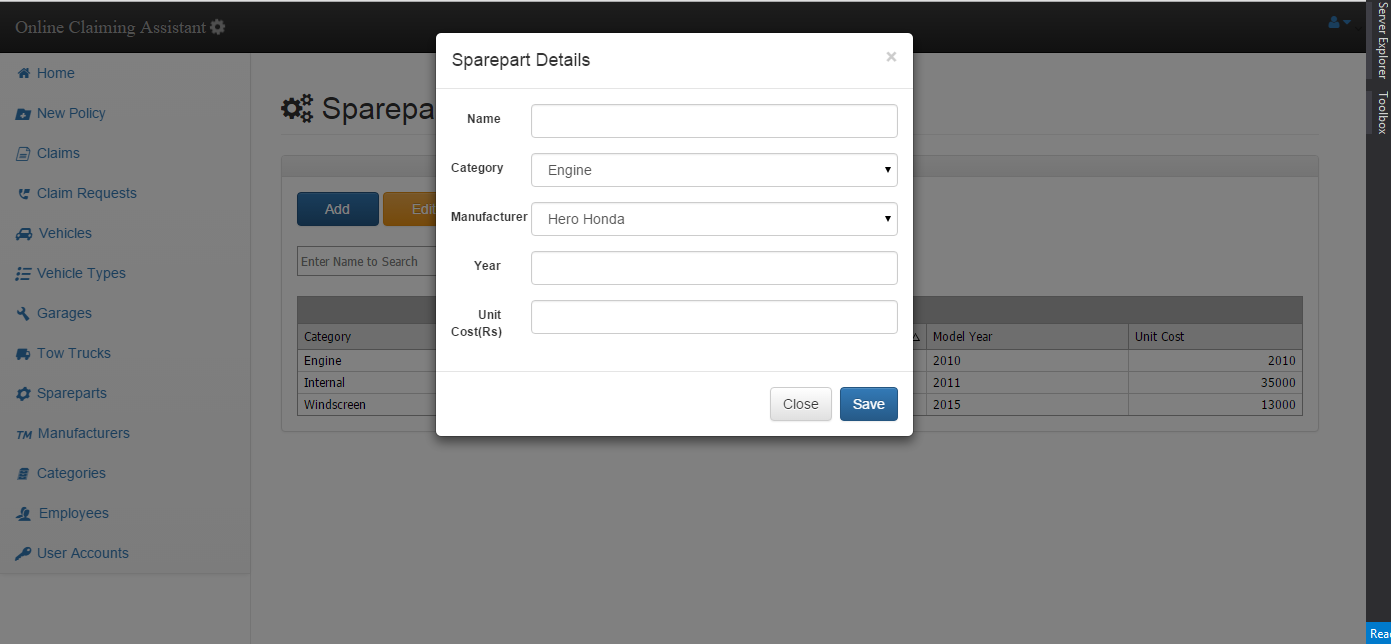 Online Claiming Assistant
Server Explorer
Toolbox
Home
New Policy
Claims
Claim Requests
Vehicles
Vehicle Types
Garages
Tow Trucks
Spareparts
TM Manufacturers
Categories
Employees
User Accounts
Sparepa
Add
Edit
Enter Name to Search
Category Model Year Unit Cost
Engine 2010 2010
Internal 2011 35000
Windscreen 2015 13000
Sparepart Details ×
Name
Category Engine
Manufacturer Hero Honda
Year
Unit
Cost(Rs)
Close Save
Rea